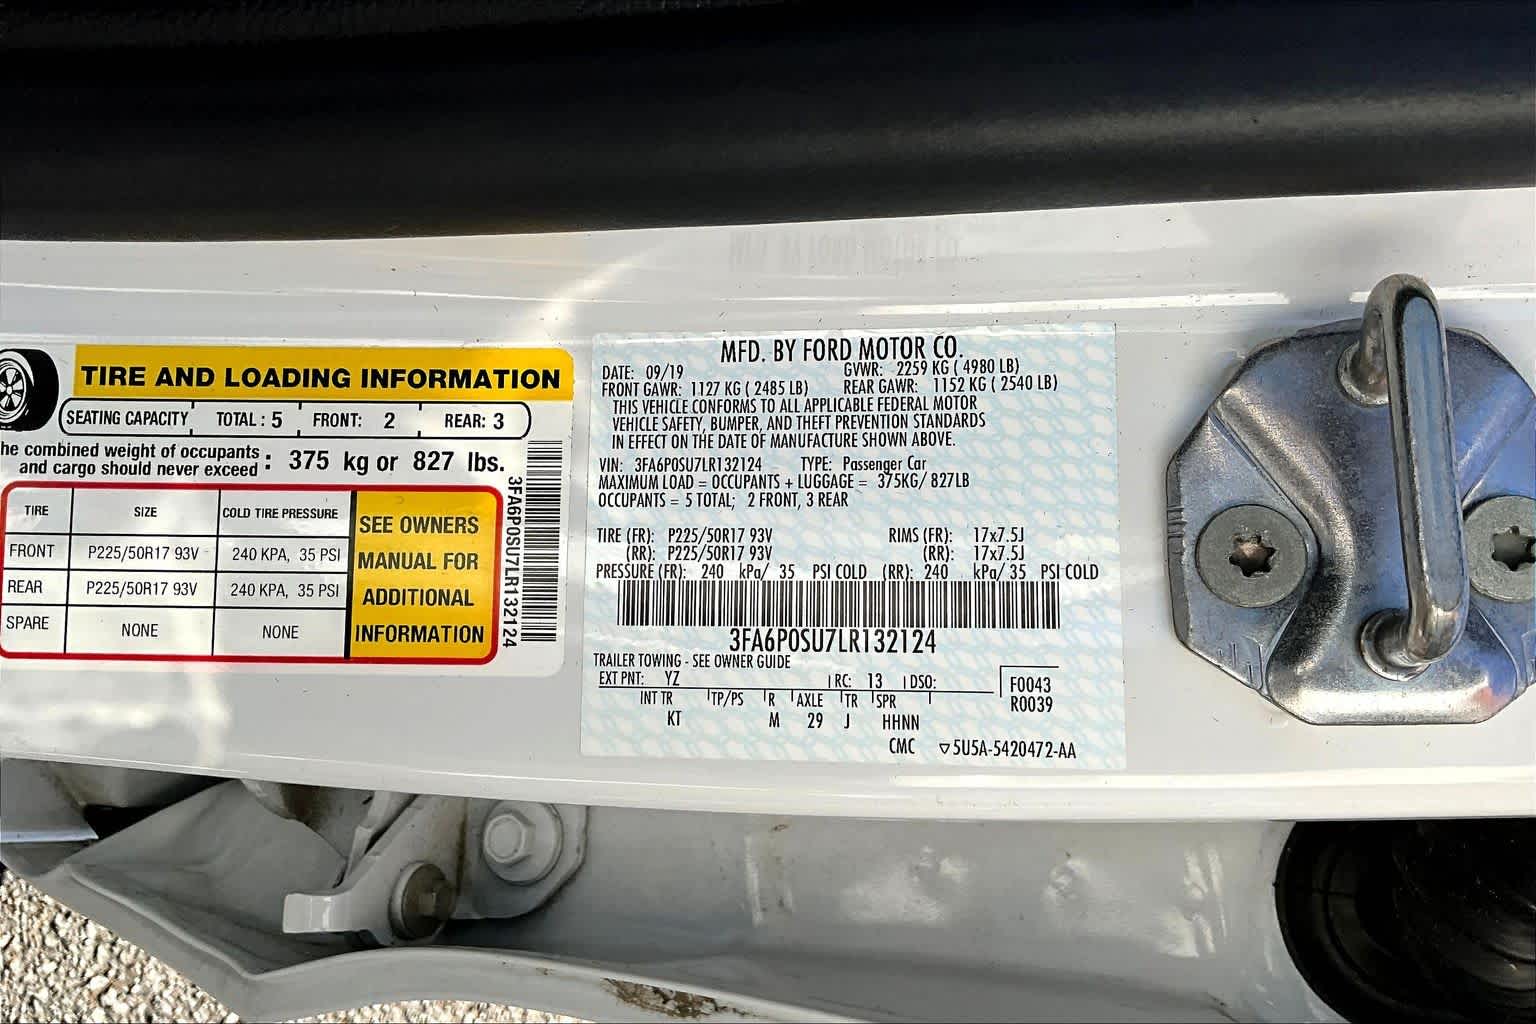 TIRE AND LOADING INFORMATION
SEATING CAPACITY TOTAL : 5 FRONT: 2 REAR: 3
he combined weight of occupants
and cargo should never exceed : 375 kg or 827 lbs.
TIRE SIZE COLD TIRE PRESSURE
FRONT P225/50R17 93V 240 KPA, 35 PSI
REAR P225/50R17 93V 240 KPA, 35 PSI
SPARE NONE NONE
SEE OWNERS
MANUAL FOR
ADDITIONAL
INFORMATION
3FA6P0SU7LR132124
MFD. BY FORD MOTOR CO.
DATE: 09/19 GVWR: 2259 KG ( 4980 LB)
FRONT GAWR: 1127 KG ( 2485 LB) REAR GAWR: 1152 KG ( 2540 LB)
THIS VEHICLE CONFORMS TO ALL APPLICABLE FEDERAL MOTOR
VEHICLE SAFETY, BUMPER, AND THEFT PREVENTION STANDARDS
IN EFFECT ON THE DATE OF MANUFACTURE SHOWN ABOVE.
VIN: 3FA6P0SU7LR132124 TYPE: Passenger Car
MAXIMUM LOAD = OCCUPANTS + LUGGAGE = 375KG/ 827LB
OCCUPANTS = 5 TOTAL; 2 FRONT, 3 REAR
TIRE (FR): P225/50R17 93V RIMS (FR): 17x7.5J
(RR): P225/50R17 93V (RR): 17x7.5J
PRESSURE (FR): 240 kPa/ 35 PSI COLD (RR): 240 kPa/ 35 PSI COLD
3FA6P0SU7LR132124
TRAILER TOWING - SEE OWNER GUIDE
EXT PNT: YZ RC: 13 DSO:
INT TR TP/PS R AXLE TR SPR
KT M 29 J HHNN
F0043
R0039
CMC ▽5U5A-5420472-AA